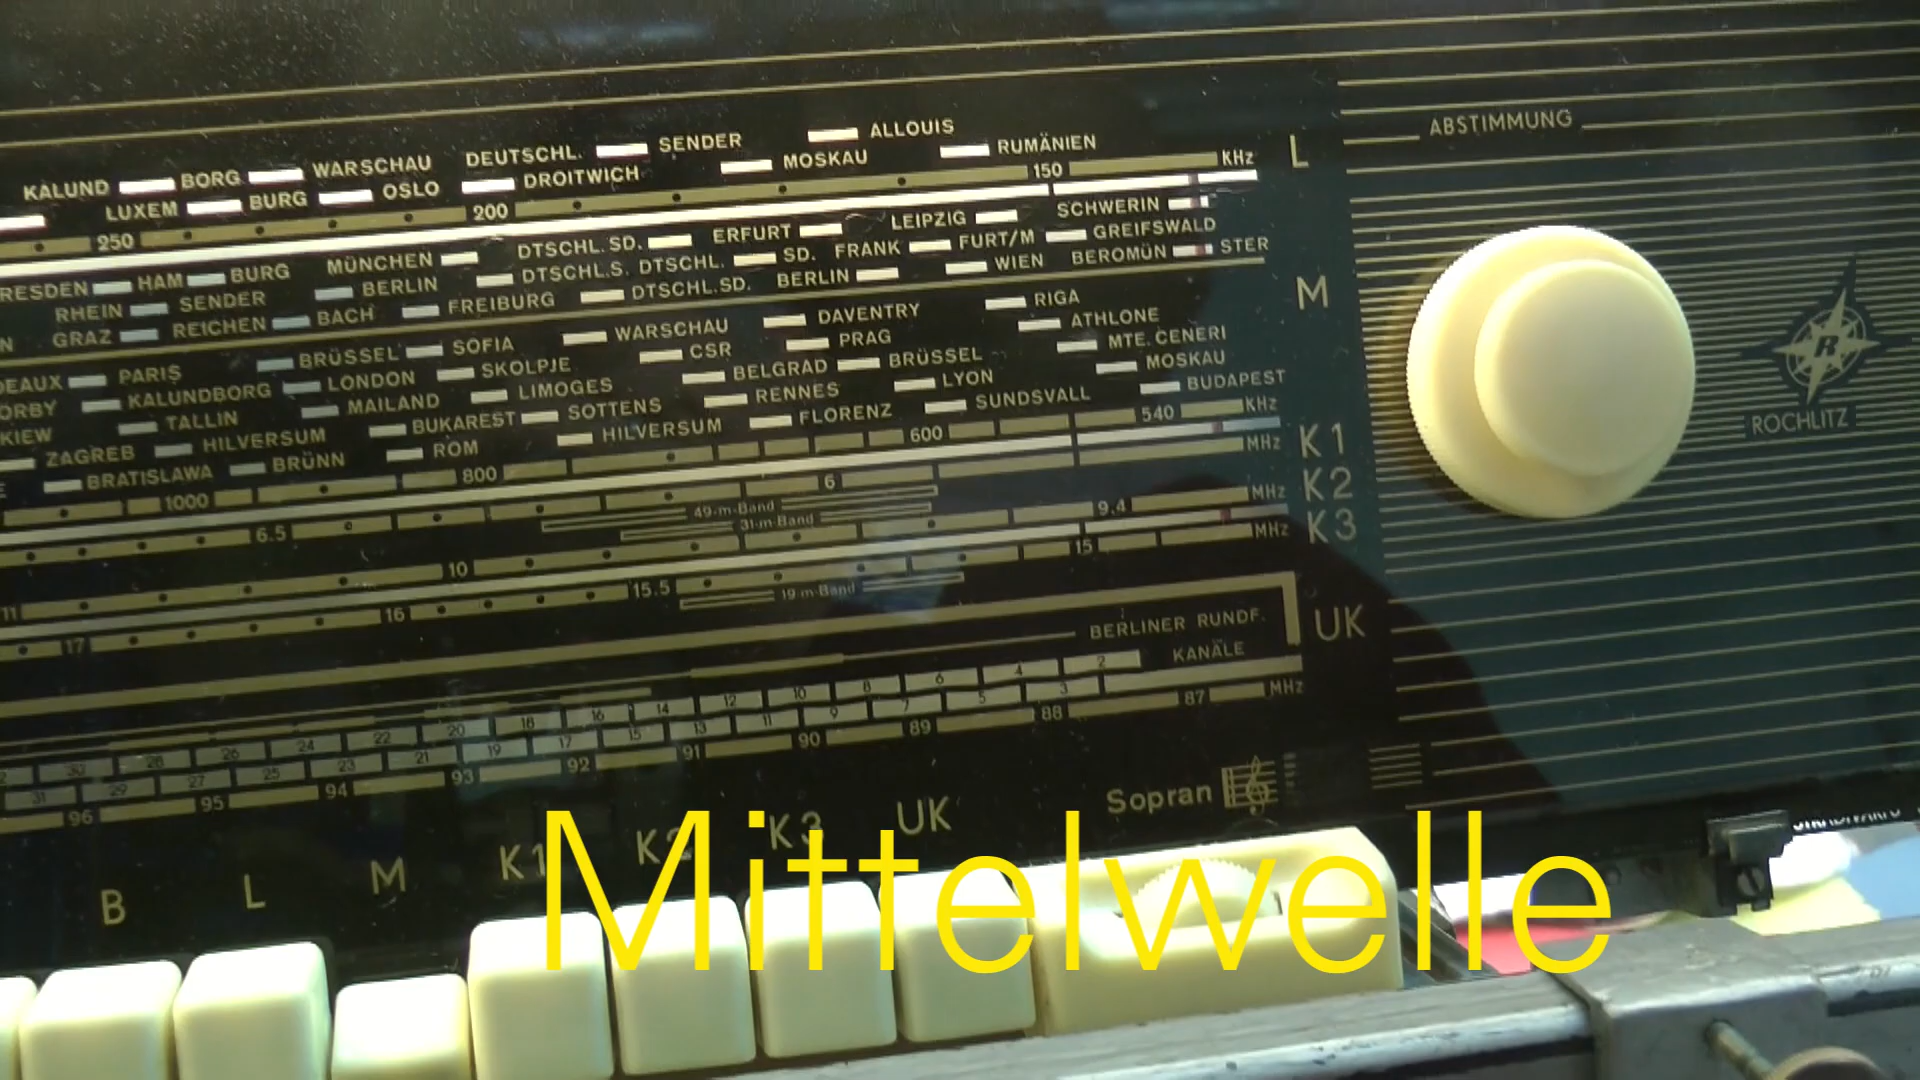 ABSTIMMUNG
KALUND BORG WARSCHAU DEUTSCHL. SENDER ALLOUIS
LUXEM BURG OSLO DROITWICH MOSKAU RUMÄNIEN
250 200 150 KHz L
DTSCHL. SD. ERFURT LEIPZIG SCHWERIN
RESDEN HAM BURG MÜNCHEN DTSCHL.S. DTSCHL. SD. FRANK FURT/M GREIFSWALD
RHEIN SENDER BERLIN DTSCHL.SD. BERLIN WIEN BEROMÜN STER
N GRAZ REICHEN BACH FREIBURG
M
WARSCHAU DAVENTRY RIGA
DEAUX PARIS BRÜSSEL SOFIA CSR PRAG ATHLONE
ORBY KALUNDBORG LONDON SKOLPJE BELGRAD BRÜSSEL MTE. CENERI
KIEW TALLIN MAILAND LIMOGES RENNES LYON MOSKAU
ZAGREB HILVERSUM BUKAREST SOTTENS FLORENZ SUNDSVALL BUDAPEST
E BRATISLAWA BRÜNN ROM HILVERSUM
1000 800 600 540 KHz
6.5 6 MHz K1
49-m-Band
31-m-Band
11 10 9.4 MHz K2
17 16 15.5 15 MHz K3
19 m-Band
BERLINER RUNDF. UK
KANÄLE
30 28 26 24 22 20 18 16 14 12 10 8 6 4 2
31 29 27 25 23 21 19 17 15 13 11 9 7 5 3
96 95 94 93 92 91 90 89 88 87 MHz
R
ROCHLITZ
Sopran
B L M K1 K2 K3 UK
Mittelwelle